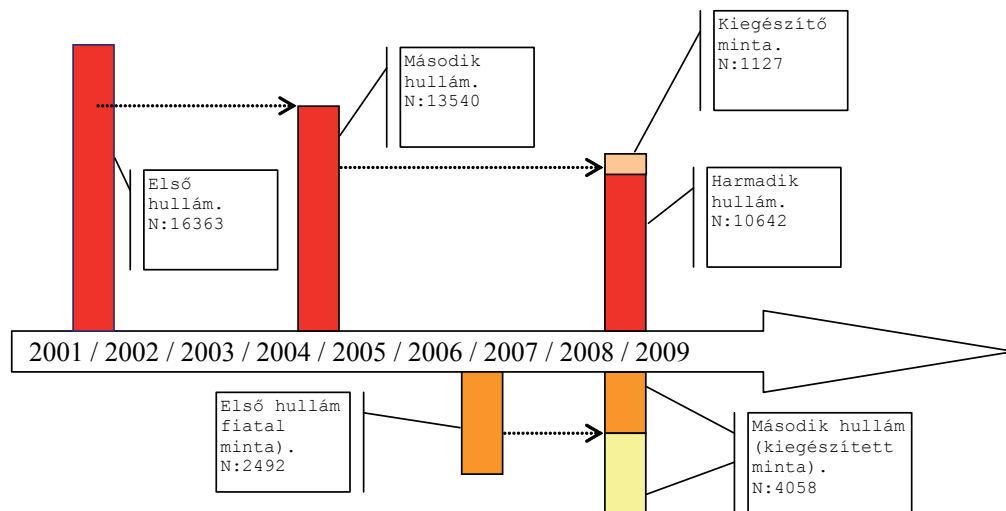 Kiegészítő
minta.
N:1127
Második
hullám.
N:13540
Első
hullám.
N:16363
Harmadik
hullám.
N:10642
2001 / 2002 / 2003 / 2004 / 2005 / 2006 / 2007 / 2008 / 2009
Első hullám
fiatal
minta).
N:2492
Második hullám
(kiegészített
minta).
N:4058